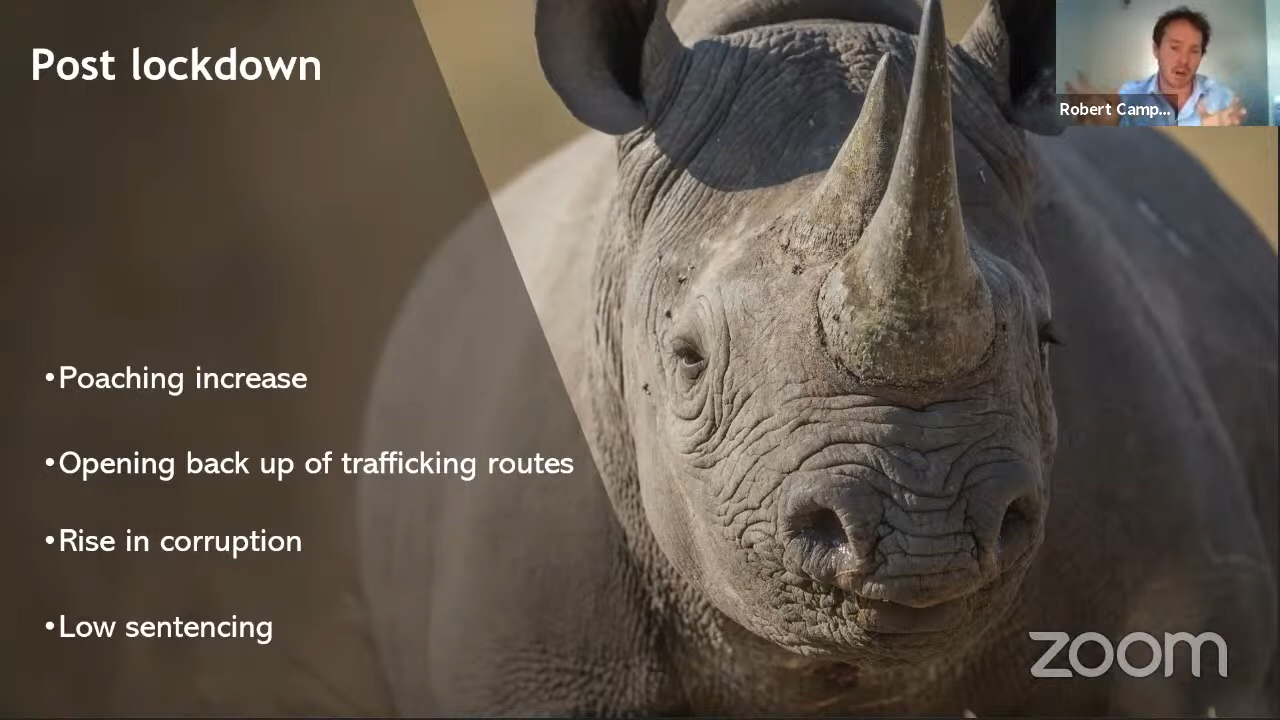 Post lockdown
Robert Camp...
•Poaching increase
•Opening back up of trafficking routes
•Rise in corruption
•Low sentencing
zoom